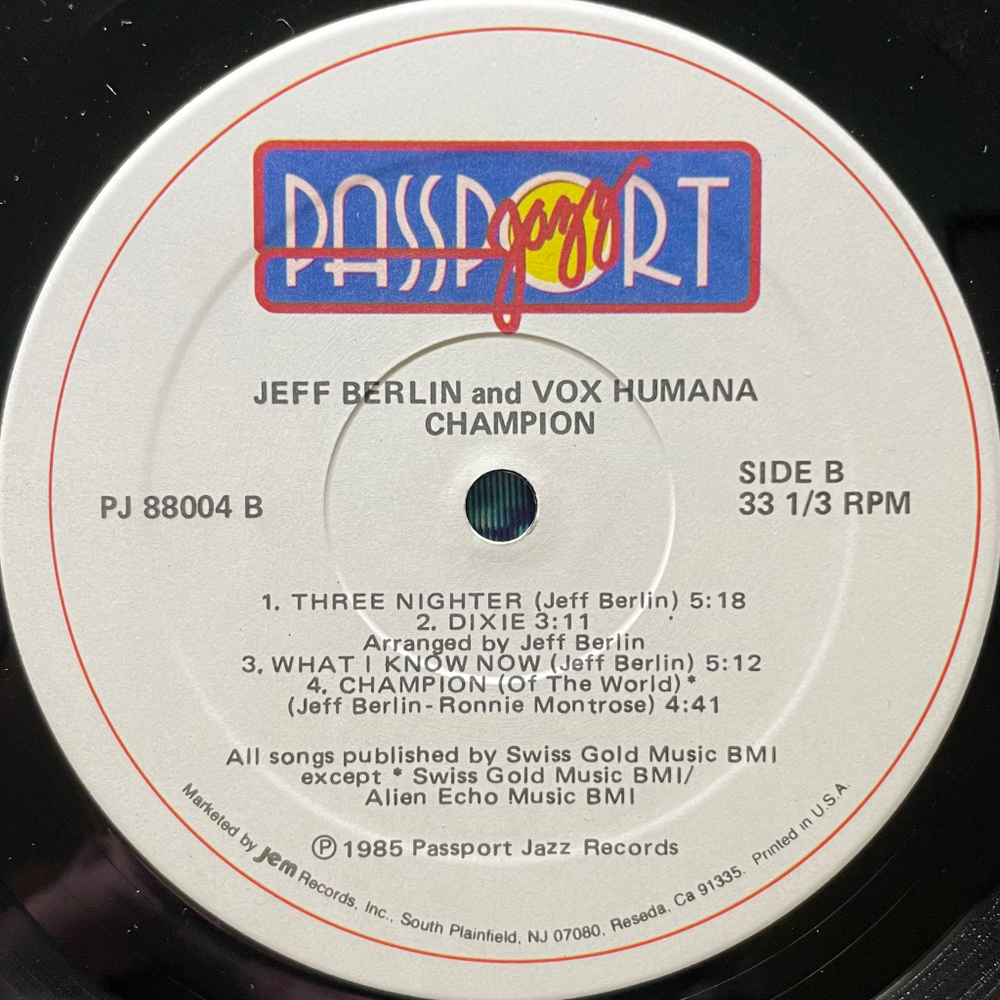 PASSPORT
jazz
JEFF BERLIN and VOX HUMANA
CHAMPION
PJ 88004 B
SIDE B
33 1/3 RPM
1. THREE NIGHTER (Jeff Berlin) 5:18
2. DIXIE 3:11
Arranged by Jeff Berlin
3. WHAT I KNOW NOW (Jeff Berlin) 5:12
4. CHAMPION (Of The World)*
(Jeff Berlin-Ronnie Montrose) 4:41
All songs published by Swiss Gold Music BMI
except * Swiss Gold Music BMI/
Alien Echo Music BMI
Ⓟ 1985 Passport Jazz Records
Marketed by Jem Records, Inc., South Plainfield, NJ 07080, Reseda, Ca 91335. Printed in U.S.A.